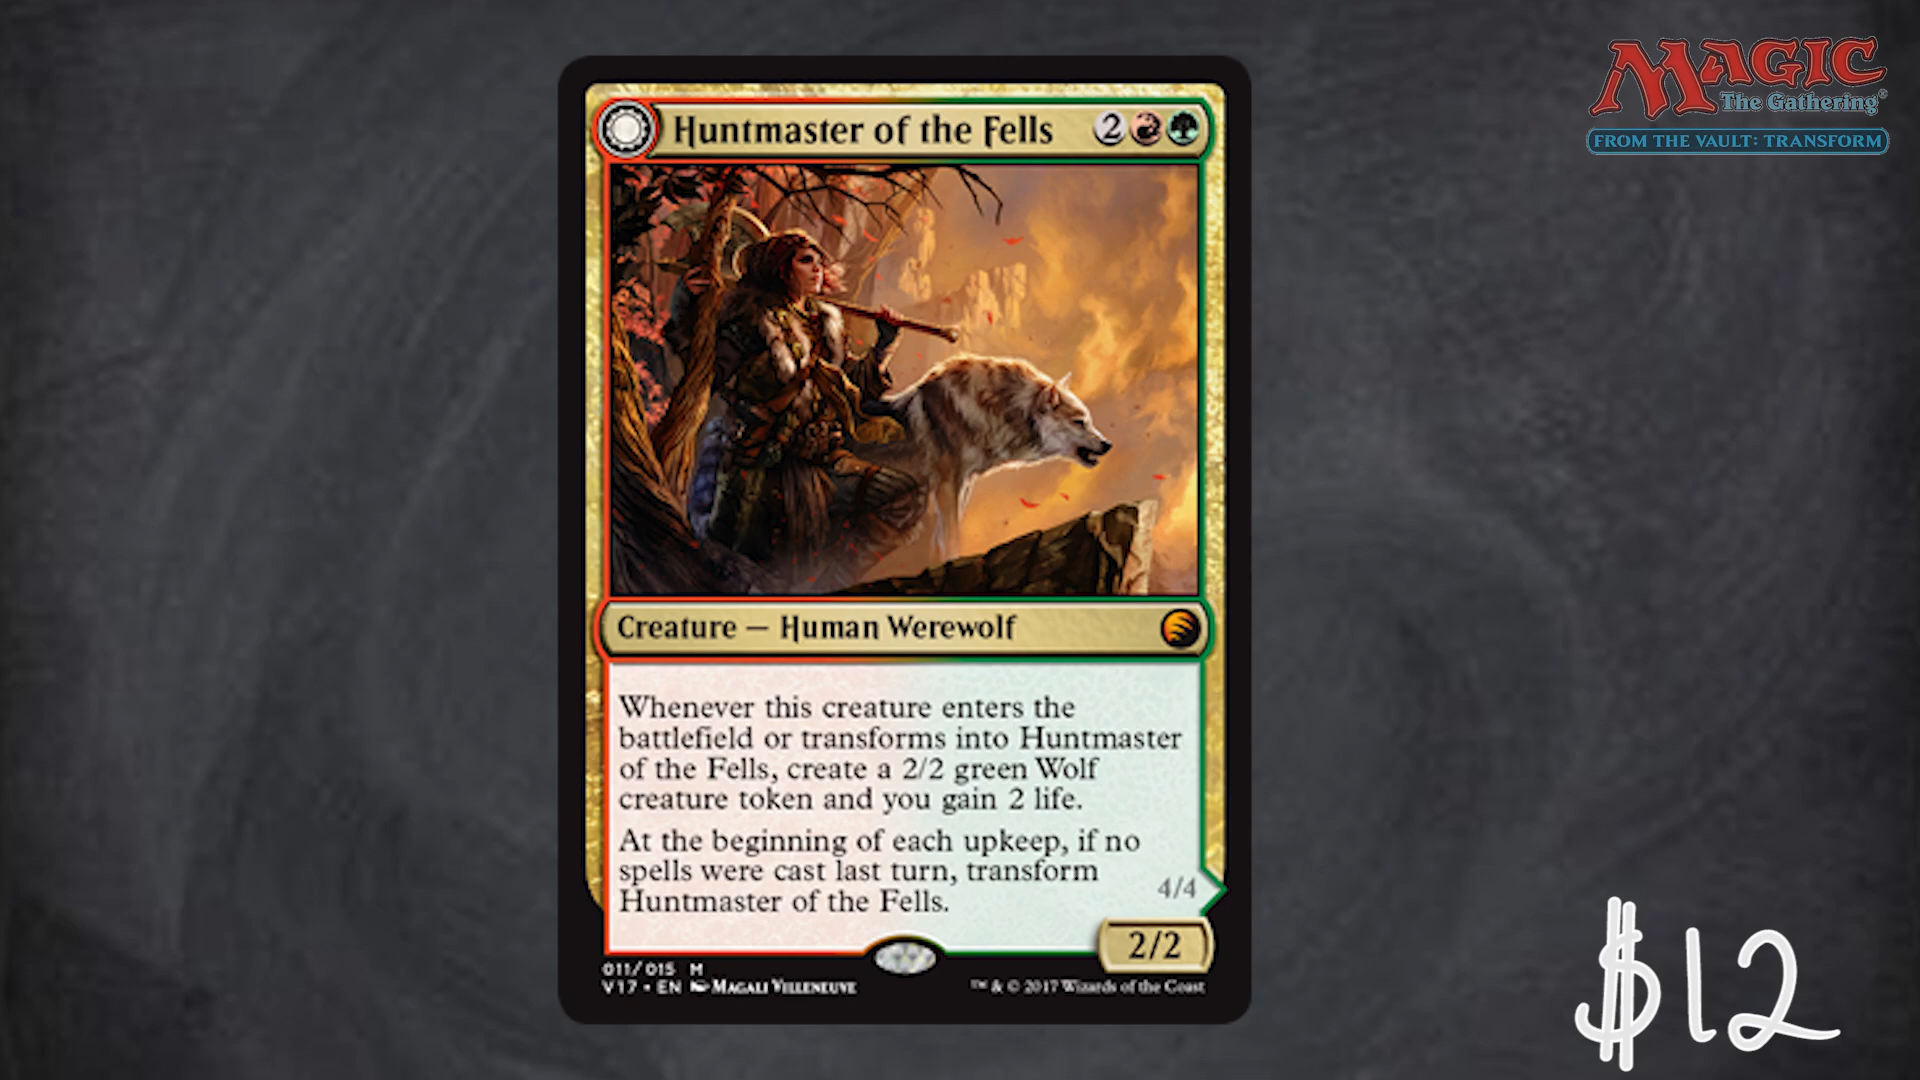 MAGIC
The Gathering®
FROM THE VAULT: TRANSFORM
Huntmaster of the Fells 2
Creature — Human Werewolf
Whenever this creature enters the
battlefield or transforms into Huntmaster
of the Fells, create a 2/2 green Wolf
creature token and you gain 2 life.
At the beginning of each upkeep, if no
spells were cast last turn, transform
Huntmaster of the Fells.
4/4
2/2
011/015 M
V17 • EN Magali Villeneuve
™ & © 2017 Wizards of the Coast
$12